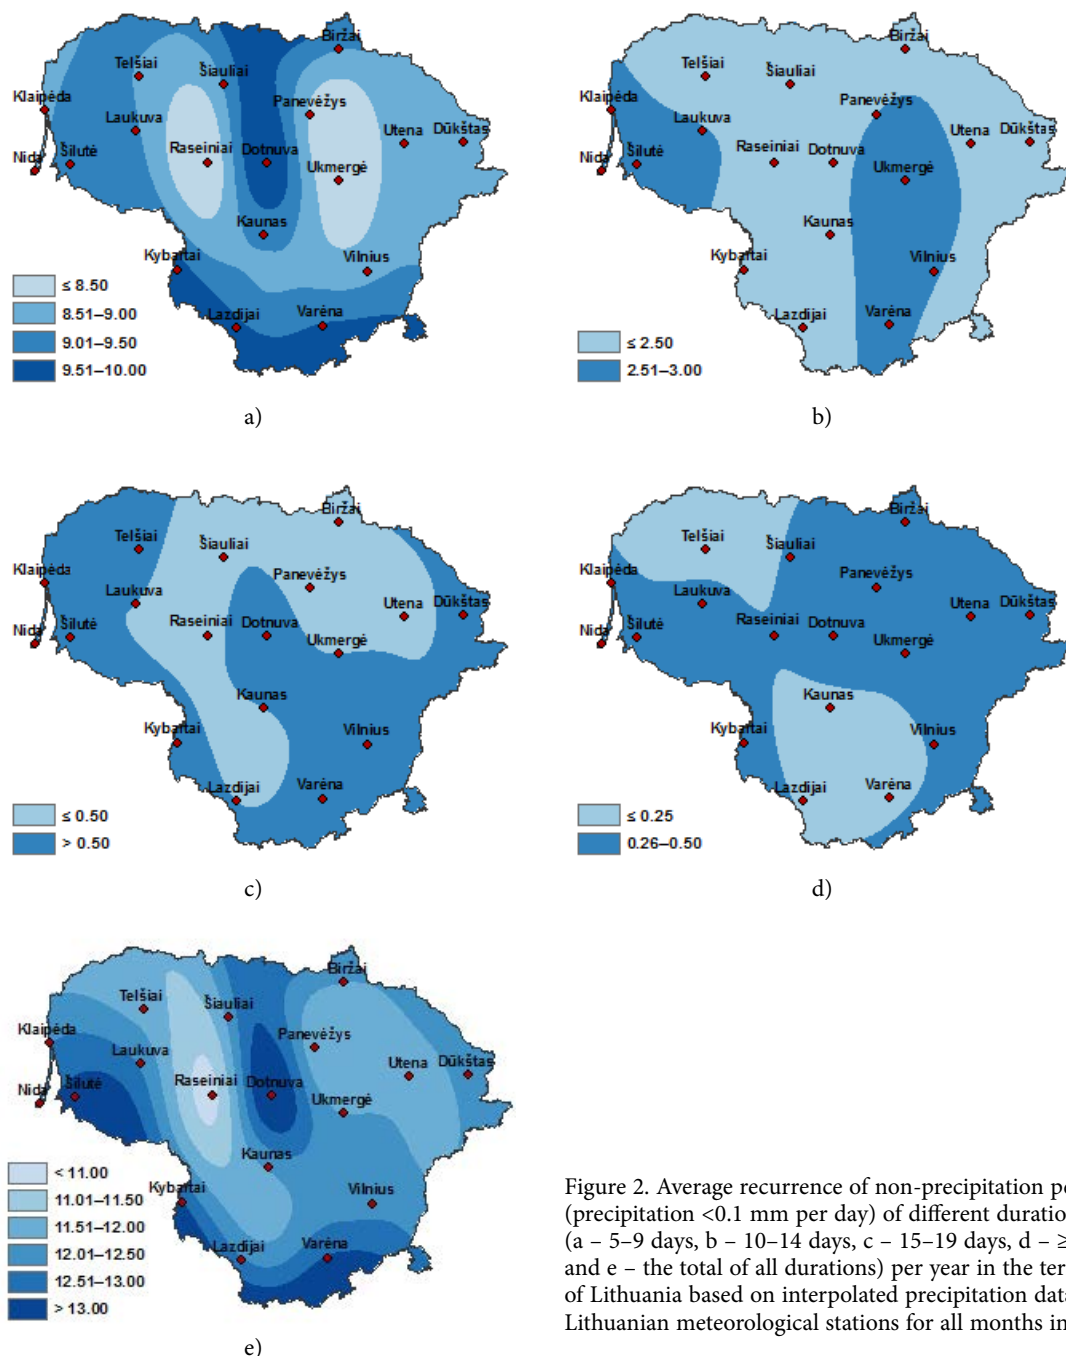 Biržai
Telšiai
Šiauliai
Klaipėda
Panevėžys
Laukuva
Utena
Dūkštas
Nida
Šilutė
Raseiniai
Dotnuva
Ukmergė
Kaunas
Kybartai
Vilnius
Lazdijai
Varėna
≤ 8.50
8.51–9.00
9.01–9.50
9.51–10.00
a)
Biržai
Telšiai
Šiauliai
Klaipėda
Panevėžys
Laukuva
Utena
Dūkštas
Nida
Šilutė
Raseiniai
Dotnuva
Ukmergė
Kaunas
Kybartai
Vilnius
Lazdijai
Varėna
≤ 2.50
2.51–3.00
b)
Biržai
Telšiai
Šiauliai
Klaipėda
Panevėžys
Laukuva
Utena
Dūkštas
Nida
Šilutė
Raseiniai
Dotnuva
Ukmergė
Kaunas
Kybartai
Vilnius
Lazdijai
Varėna
≤ 0.50
> 0.50
c)
Biržai
Telšiai
Šiauliai
Klaipėda
Panevėžys
Laukuva
Utena
Dūkštas
Nida
Šilutė
Raseiniai
Dotnuva
Ukmergė
Kaunas
Kybartai
Vilnius
Lazdijai
Varėna
≤ 0.25
0.26–0.50
d)
Biržai
Telšiai
Šiauliai
Klaipėda
Panevėžys
Laukuva
Utena
Dūkštas
Nida
Šilutė
Raseiniai
Dotnuva
Ukmergė
Kaunas
Kybartai
Vilnius
Lazdijai
Varėna
< 11.00
11.01–11.50
11.51–12.00
12.01–12.50
12.51–13.00
> 13.00
e)
Figure 2. Average recurrence of non-precipitation
(precipitation <0.1 mm per day) of different
(a – 5–9 days, b – 10–14 days, c – 15–19 days, d – ≥
and e – the total of all durations) per year in the
of Lithuania based on interpolated precipitation data
Lithuanian meteorological stations for all months in